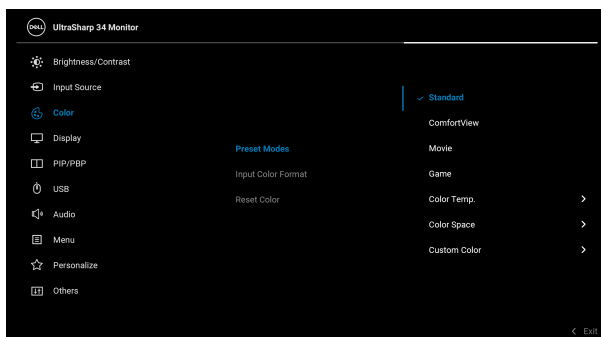 DELL UltraSharp 34 Monitor
Brightness/Contrast
Input Source
Color
Display
PIP/PBP
USB
Audio
Menu
Personalize
Others
Preset Modes
Input Color Format
Reset Color
Standard
ComfortView
Movie
Game
Color Temp.
Color Space
Custom Color
Exit